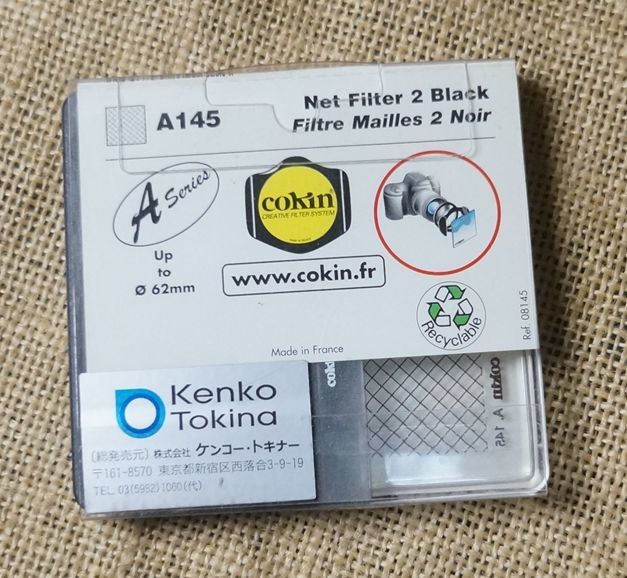 A145
Net Filter 2 Black
Filtre Mailles 2 Noir
A Series
Up
to
Ø 62mm
cokin
CREATIVE FILTER SYSTEM
www.cokin.fr
Recyclable
Ref. 08145
Made in France
Kenko
Tokina
(総発売元) 株式会社 ケンコー・トキナー
〒161-8570 東京都新宿区西落合3-9-19
TEL.03(5982)1060(代)
cokin A. 145